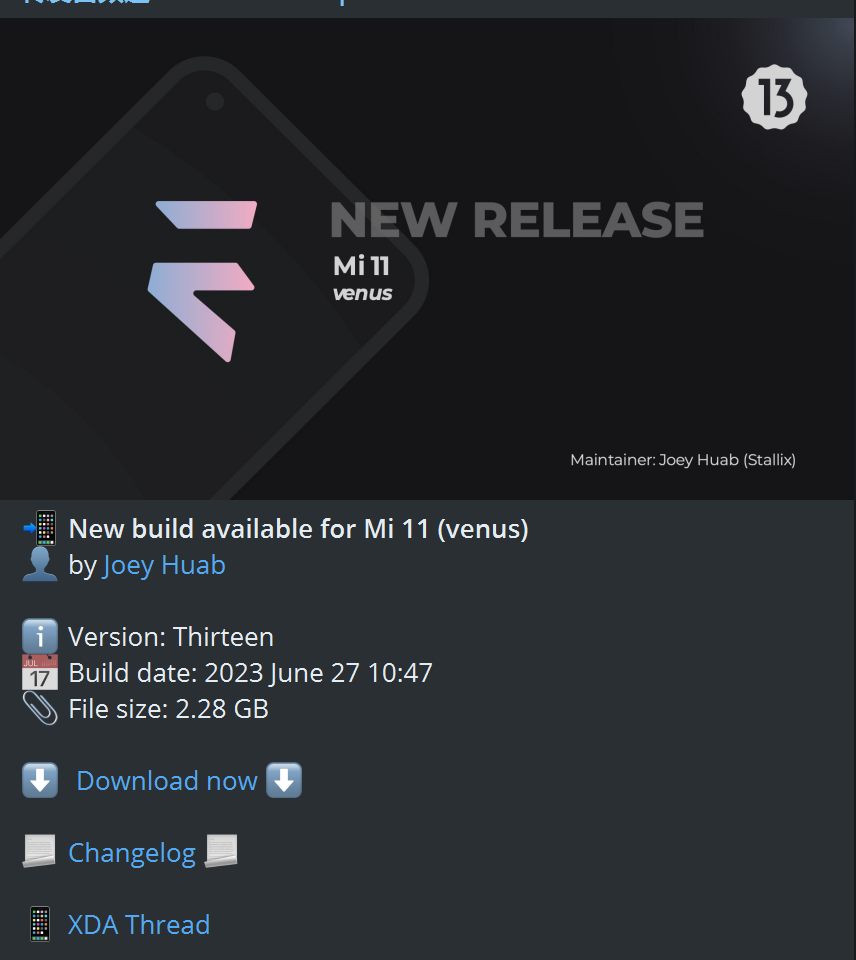 13
NEW RELEASE
Mi 11
venus
Maintainer: Joey Huab (Stallix)
New build available for Mi 11 (venus)
by Joey Huab
Version: Thirteen
JUL
17
Build date: 2023 June 27 10:47
File size: 2.28 GB
Download now
Changelog
XDA Thread